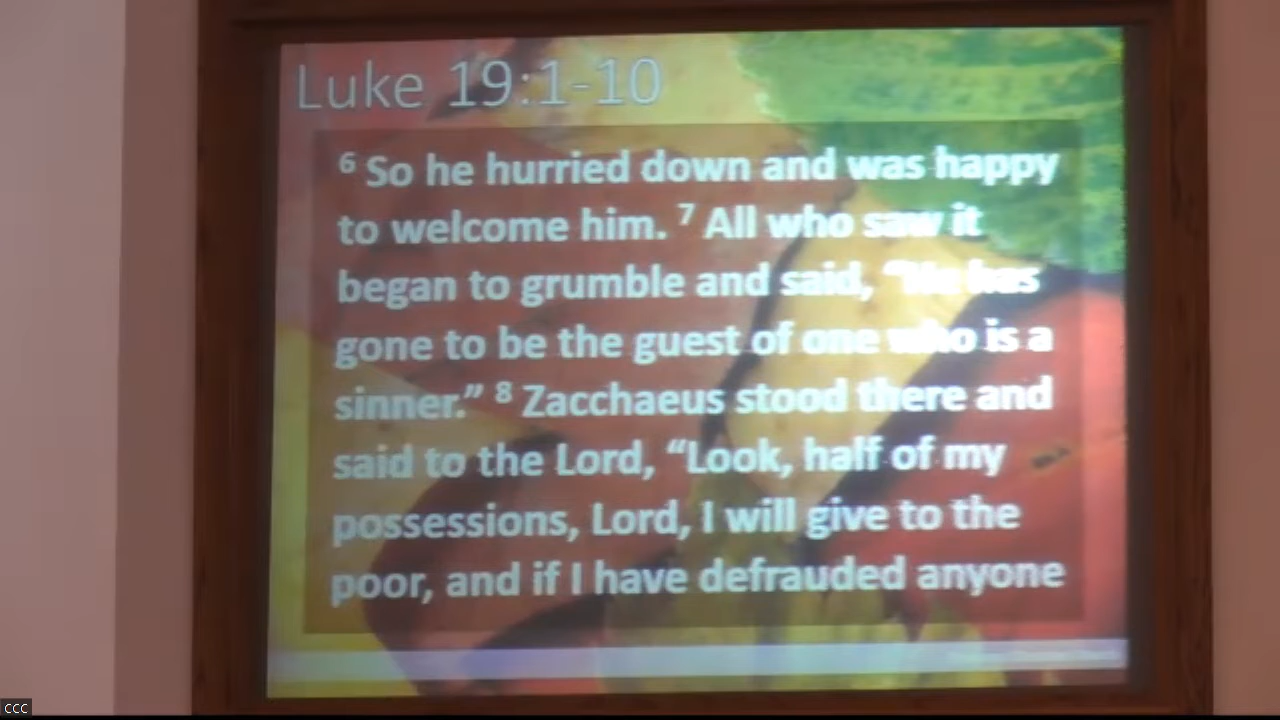 Luke 19:1-10
6 So he hurried down and was happy
to welcome him. 7 All who saw it
began to grumble and said, “He has
gone to be the guest of one who is a
sinner.” 8 Zacchaeus stood there and
said to the Lord, “Look, half of my
possessions, Lord, I will give to the
poor, and if I have defrauded anyone
CCC